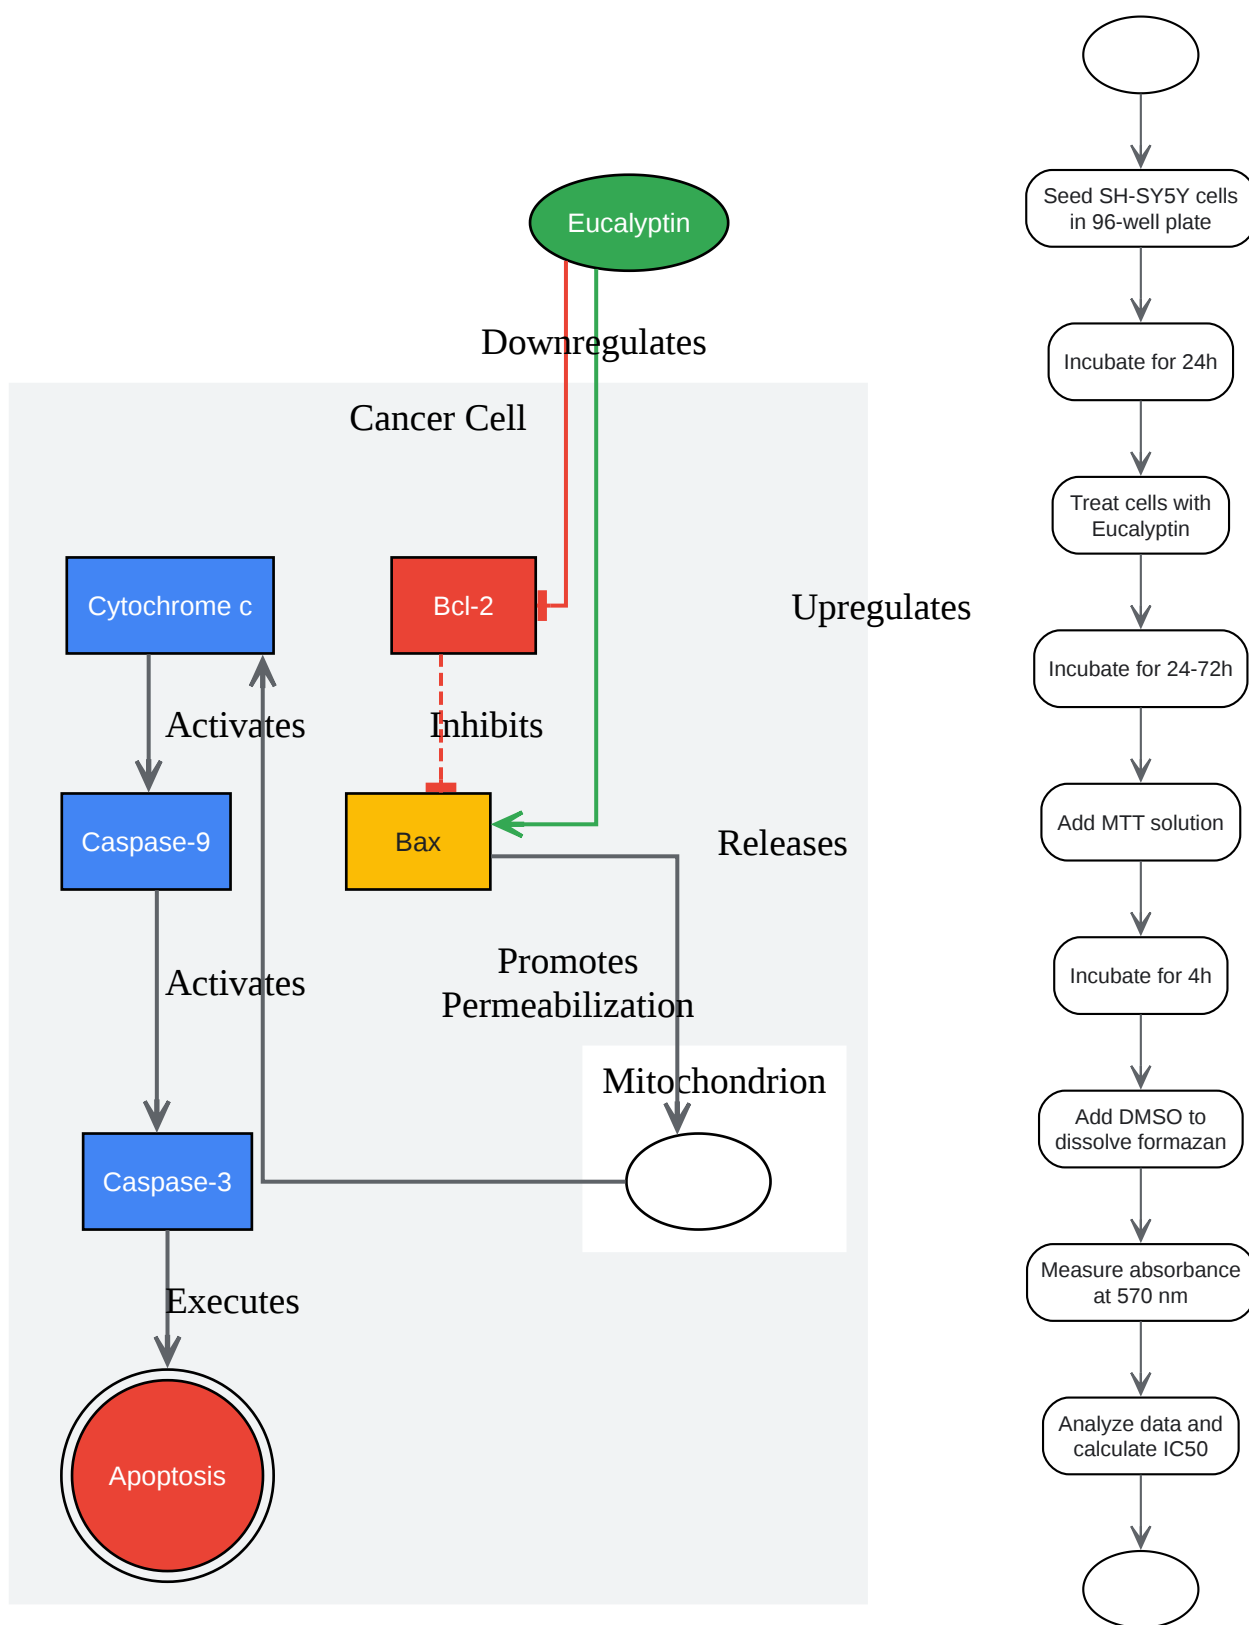 Eucalyptin
Downregulates
Cancer Cell
Cytochrome c
Bcl-2
Upregulates
Activates
Inhibits
Caspase-9
Bax
Releases
Activates
Promotes
Permeabilization
Mitochondrion
Caspase-3
Executes
Apoptosis
Seed SH-SY5Y cells
in 96-well plate
Incubate for 24h
Treat cells with
Eucalyptin
Incubate for 24-72h
Add MTT solution
Incubate for 4h
Add DMSO to
dissolve formazan
Measure absorbance
at 570 nm
Analyze data and
calculate IC50